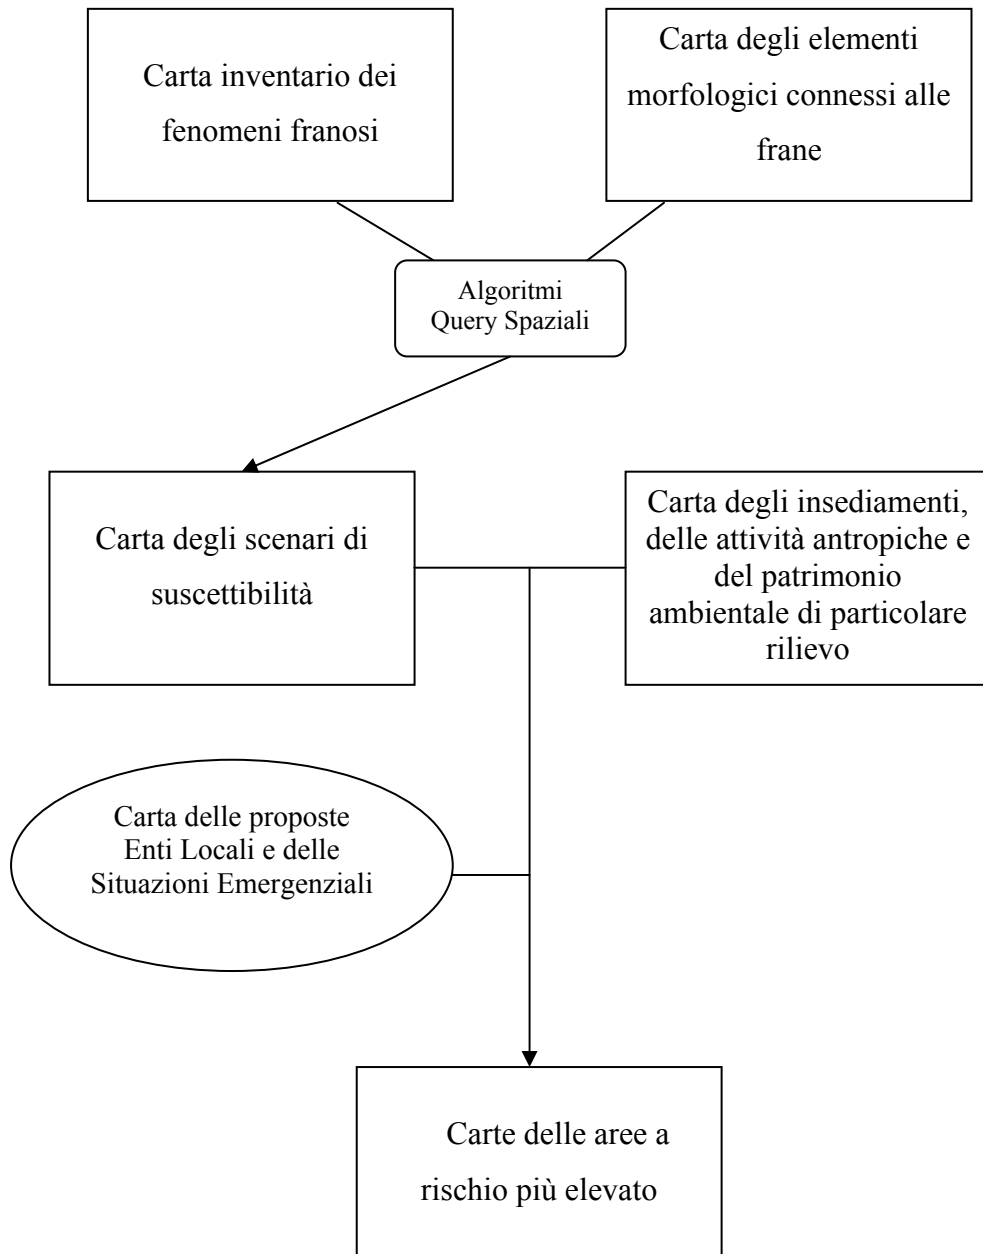 Carta inventario dei
fenomeni franosi
Carta degli elementi
morfologici connessi alle
frane
Algoritmi
Query Spaziali
Carta degli scenari di
suscettibilità
Carta degli insediamenti,
delle attività antropiche e
del patrimonio
ambientale di particolare
rilievo
Carta delle proposte
Enti Locali e delle
Situazioni Emergenziali
Carte delle aree a
rischio più elevato